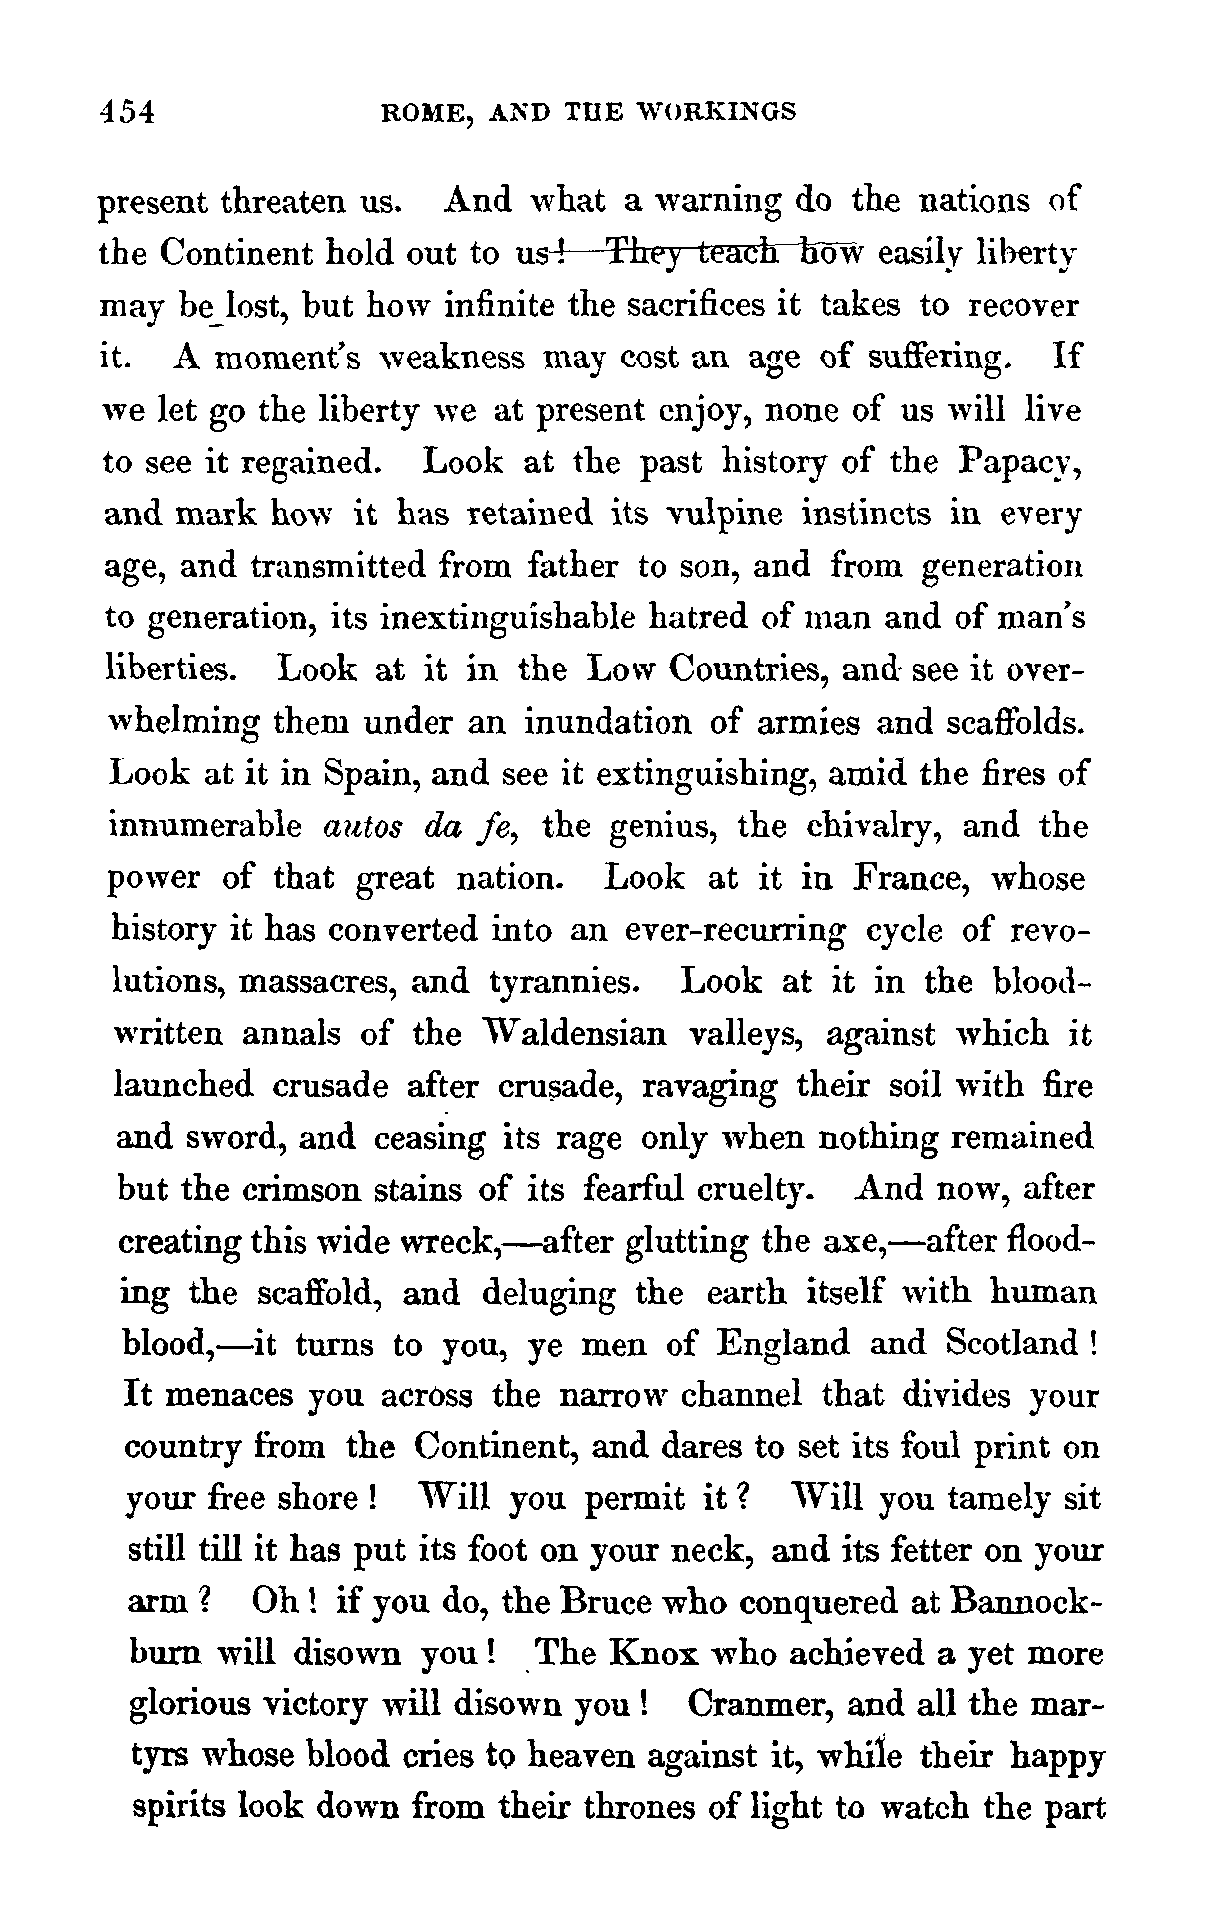 454 ROME, AND THE WORKINGS
present threaten us. And what a warning do the nations of
the Continent hold out to us! They teach how easily liberty
may be lost, but how infinite the sacrifices it takes to recover
it. A moment's weakness may cost an age of suffering. If
we let go the liberty we at present enjoy, none of us will live
to see it regained. Look at the past history of the Papacy,
and mark how it has retained its vulpine instincts in every
age, and transmitted from father to son, and from generation
to generation, its inextinguishable hatred of man and of man's
liberties. Look at it in the Low Countries, and see it over-
whelming them under an inundation of armies and scaffolds.
Look at it in Spain, and see it extinguishing, amid the fires of
innumerable autos da fe, the genius, the chivalry, and the
power of that great nation. Look at it in France, whose
history it has converted into an ever-recurring cycle of revo-
lutions, massacres, and tyrannies. Look at it in the blood-
written annals of the Waldensian valleys, against which it
launched crusade after crusade, ravaging their soil with fire
and sword, and ceasing its rage only when nothing remained
but the crimson stains of its fearful cruelty. And now, after
creating this wide wreck,—after glutting the axe,—after flood-
ing the scaffold, and deluging the earth itself with human
blood,—it turns to you, ye men of England and Scotland !
It menaces you across the narrow channel that divides your
country from the Continent, and dares to set its foul print on
your free shore ! Will you permit it ? Will you tamely sit
still till it has put its foot on your neck, and its fetter on your
arm ? Oh ! if you do, the Bruce who conquered at Bannock-
burn will disown you ! The Knox who achieved a yet more
glorious victory will disown you ! Cranmer, and all the mar-
tyrs whose blood cries to heaven against it, while their happy
spirits look down from their thrones of light to watch the part